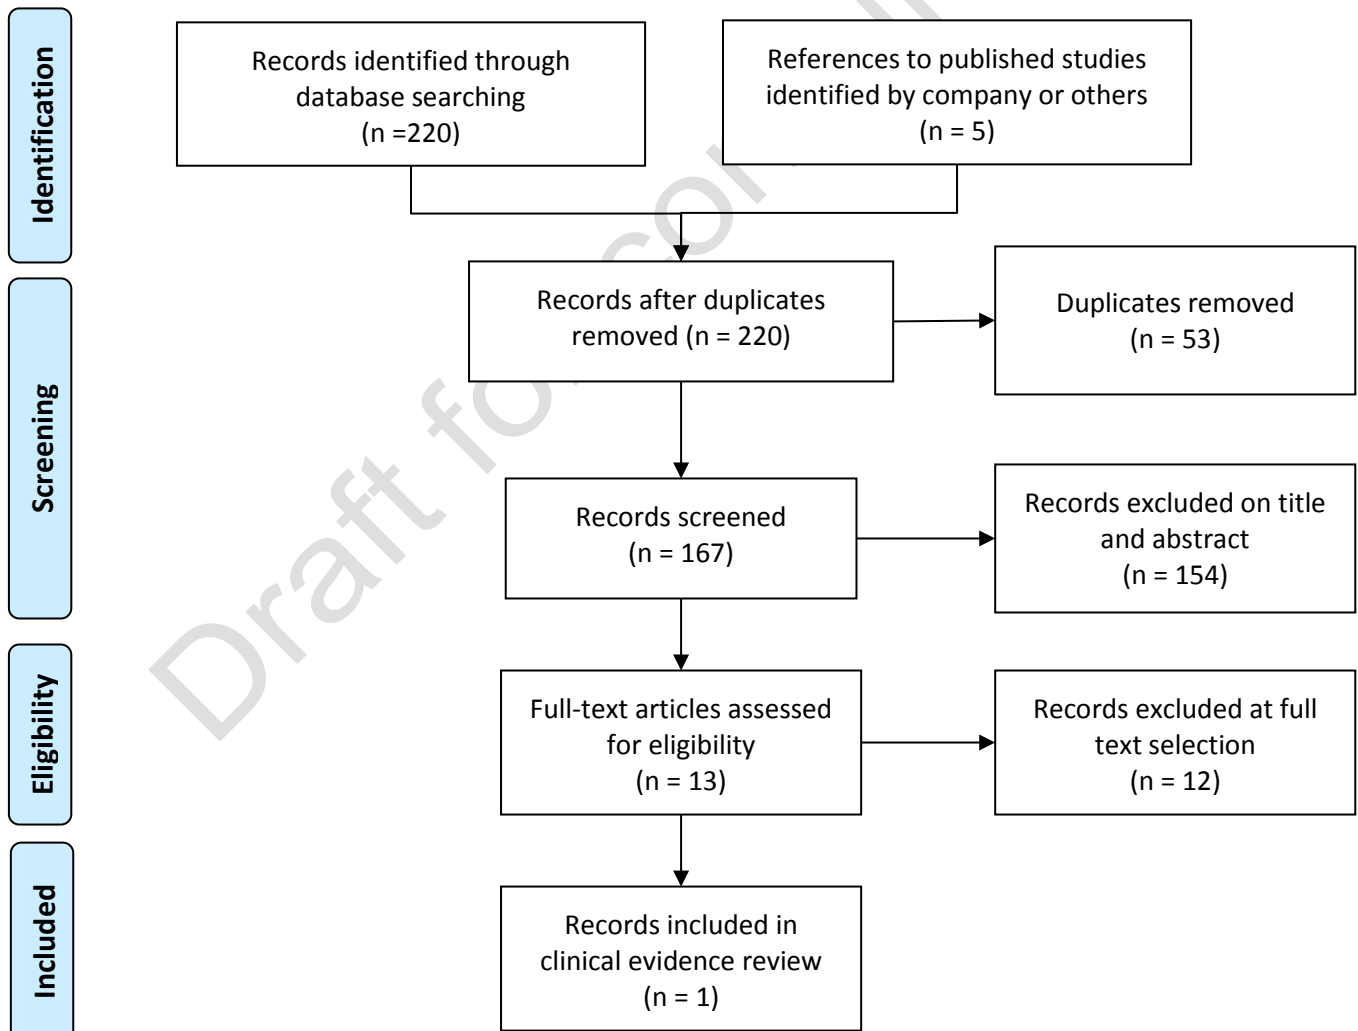 Identification
Records identified through
database searching
(n =220)
References to published studies
identified by company or others
(n = 5)
Screening
Records after duplicates
removed (n = 220)
Duplicates removed
(n = 53)
Records screened
(n = 167)
Records excluded on title
and abstract
(n = 154)
Eligibility
Full-text articles assessed
for eligibility
(n = 13)
Records excluded at full
text selection
(n = 12)
Included
Records included in
clinical evidence review
(n = 1)
Draft for